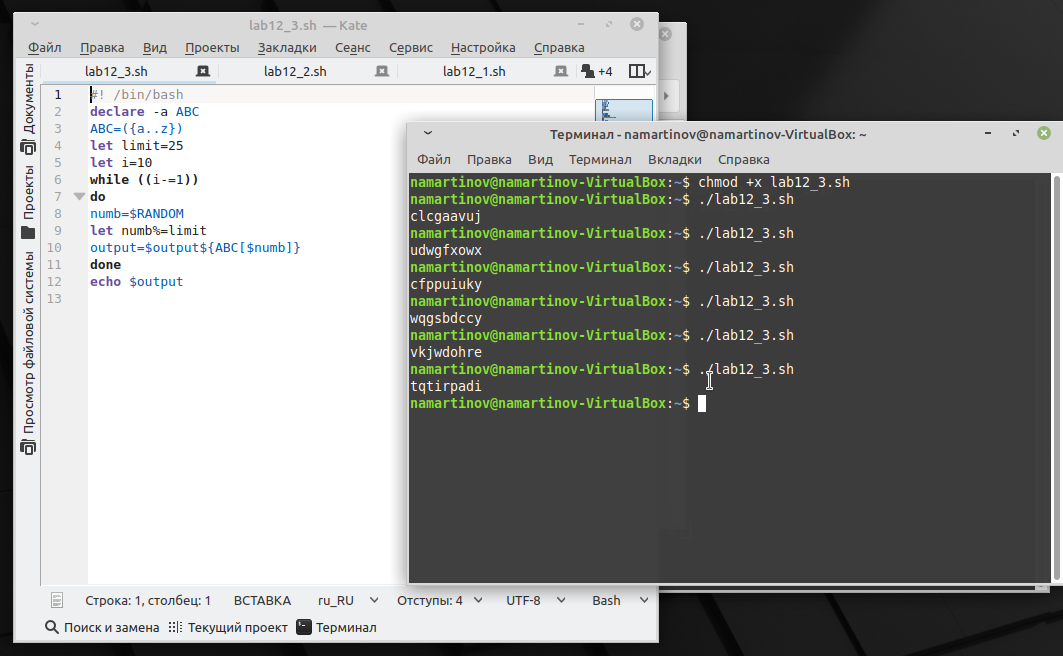 lab12_3.sh — Kate
Файл Правка Вид Проекты Закладки Сеанс Сервис Настройка Справка
lab12_3.sh lab12_2.sh lab12_1.sh +4
Документы
Проекты
Просмотр файловой системы
1 #! /bin/bash
2 declare -a ABC
3 ABC=({a..z})
4 let limit=25
5 let i=10
6 while ((i-=1))
7 do
8 numb=$RANDOM
9 let numb%=limit
10 output=$output${ABC[$numb]}
11 done
12 echo $output
13
Строка: 1, столбец: 1 ВСТАВКА ru_RU Отступы: 4 UTF-8 Bash
Поиск и замена Текущий проект Терминал
Терминал - namartinov@namartinov-VirtualBox: ~
Файл Правка Вид Терминал Вкладки Справка
namartinov@namartinov-VirtualBox:~$ chmod +x lab12_3.sh
namartinov@namartinov-VirtualBox:~$ ./lab12_3.sh
clcgaavuj
namartinov@namartinov-VirtualBox:~$ ./lab12_3.sh
udwgfxowx
namartinov@namartinov-VirtualBox:~$ ./lab12_3.sh
cfppuiuky
namartinov@namartinov-VirtualBox:~$ ./lab12_3.sh
wqgsbdccy
namartinov@namartinov-VirtualBox:~$ ./lab12_3.sh
vkjwdohre
namartinov@namartinov-VirtualBox:~$ ./lab12_3.sh
tqtirpadi
namartinov@namartinov-VirtualBox:~$